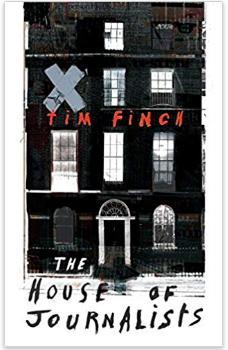 TIM FINCH
THE
HOUSE OF
JOURNALISTS